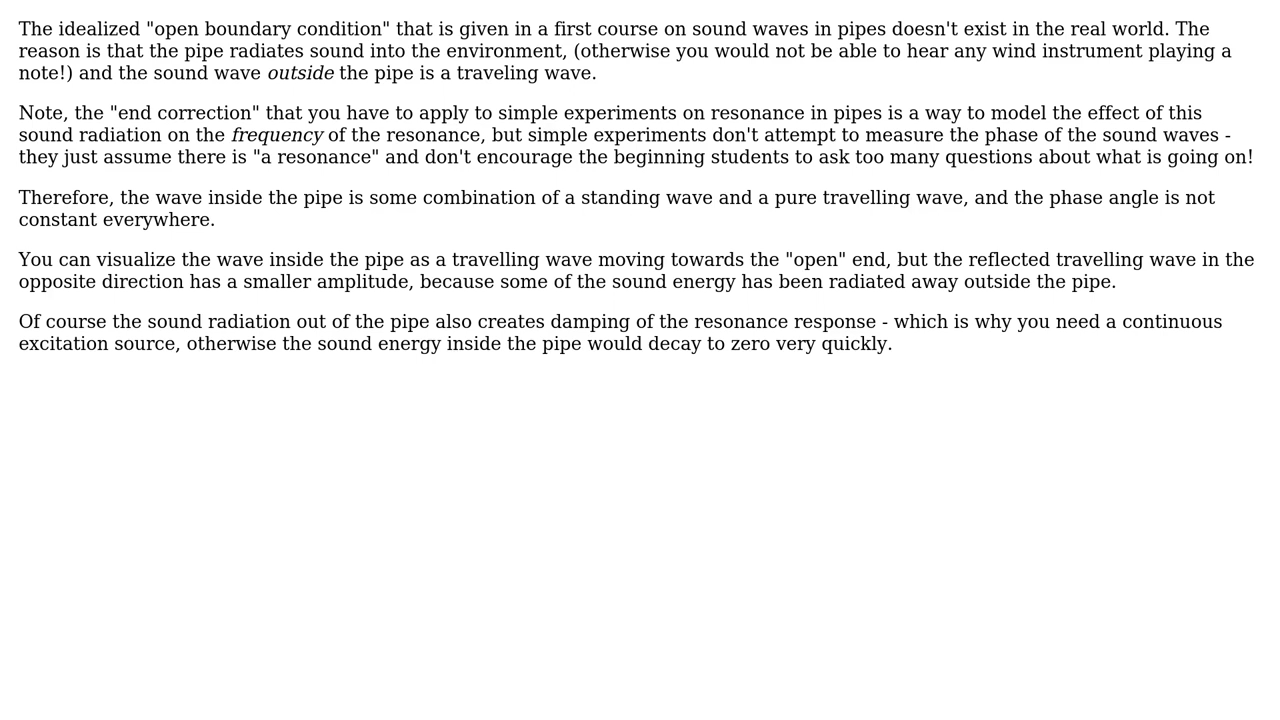 The idealized "open boundary condition" that is given in a first course on sound waves in pipes doesn't exist in the real world. The
reason is that the pipe radiates sound into the environment, (otherwise you would not be able to hear any wind instrument playing a
note!) and the sound wave outside the pipe is a traveling wave.
Note, the "end correction" that you have to apply to simple experiments on resonance in pipes is a way to model the effect of this
sound radiation on the frequency of the resonance, but simple experiments don't attempt to measure the phase of the sound waves -
they just assume there is "a resonance" and don't encourage the beginning students to ask too many questions about what is going on!
Therefore, the wave inside the pipe is some combination of a standing wave and a pure travelling wave, and the phase angle is not
constant everywhere.
You can visualize the wave inside the pipe as a travelling wave moving towards the "open" end, but the reflected travelling wave in the
opposite direction has a smaller amplitude, because some of the sound energy has been radiated away outside the pipe.
Of course the sound radiation out of the pipe also creates damping of the resonance response - which is why you need a continuous
excitation source, otherwise the sound energy inside the pipe would decay to zero very quickly.